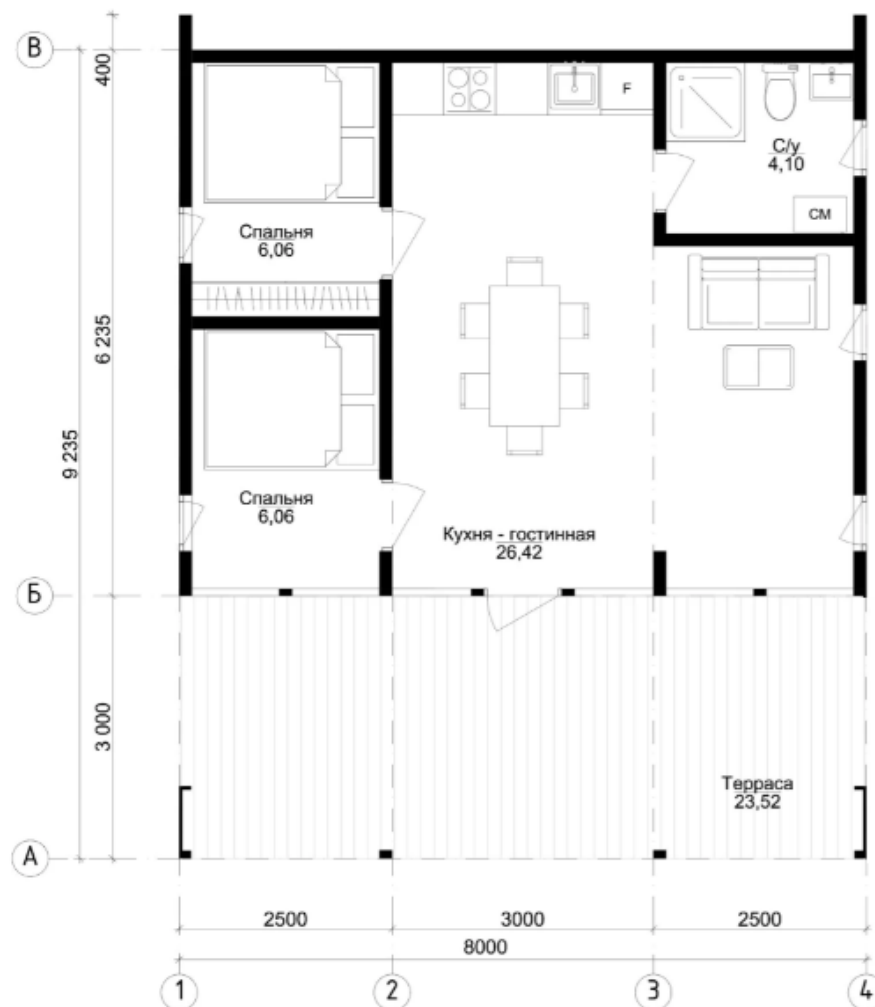 В
400
F
С/у
4,10
СМ
Спальня
6,06
6 235
9 235
Спальня
6,06
Кухня - гостинная
26,42
Б
3 000
Терраса
23,52
А
2500
3000
2500
8000
1
2
3
4